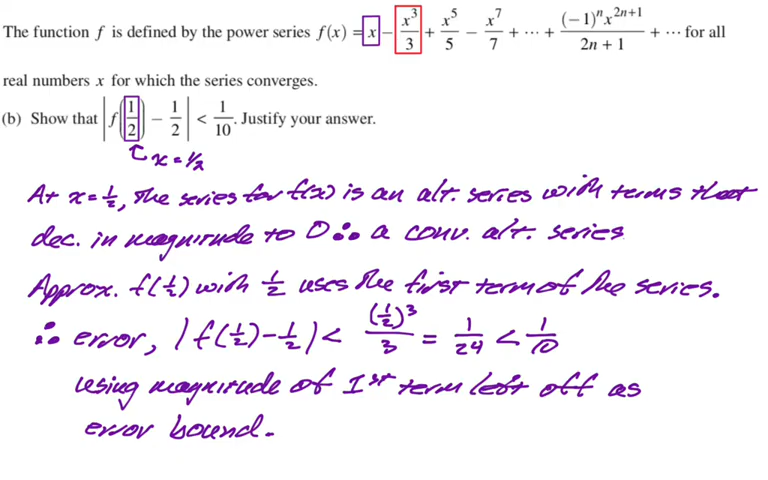 The function f is defined by the power series f(x) = x − x³/3 + x⁵/5 − x⁷/7 + ··· + (−1)ⁿx²ⁿ⁺¹/(2n + 1) + ··· for all
real numbers x for which the series converges.
(b) Show that |f(1/2) − 1/2| < 1/10. Justify your answer.
x = 1/2
At x = 1/2, the series for f(x) is an alt. series with terms that
dec. in magnitude to 0 ∴ a conv. alt. series
Approx. f(1/2) with 1/2 uses the first term of the series.
∴ error, |f(1/2) − 1/2| < (1/2)³/3 = 1/24 < 1/10
using magnitude of 1st term left off as
error bound.